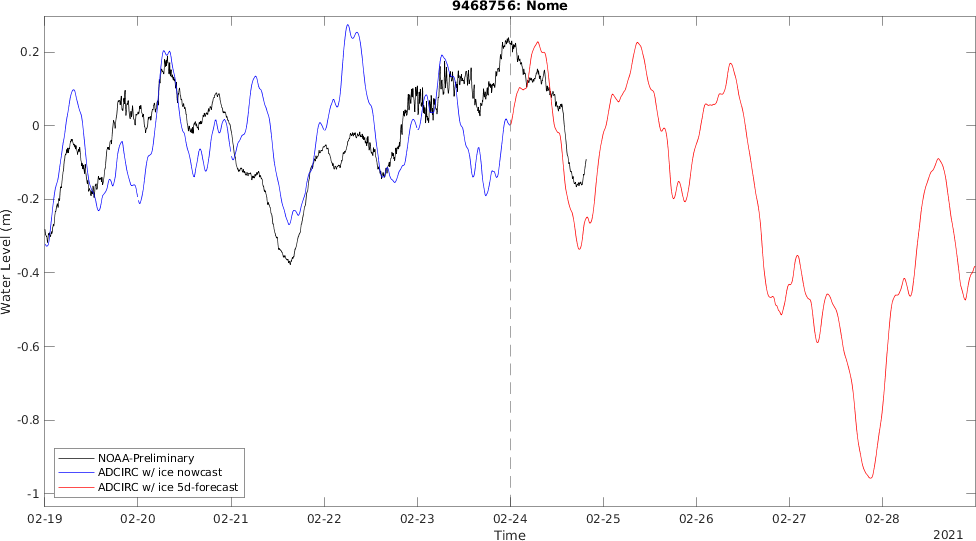 9468756: Nome
0.2
0
-0.2
-0.4
-0.6
-0.8
-1
Water Level (m)
NOAA-Preliminary
ADCIRC w/ ice nowcast
ADCIRC w/ ice 5d-forecast
02-19 02-20 02-21 02-22 02-23 02-24 02-25 02-26 02-27 02-28
Time
2021